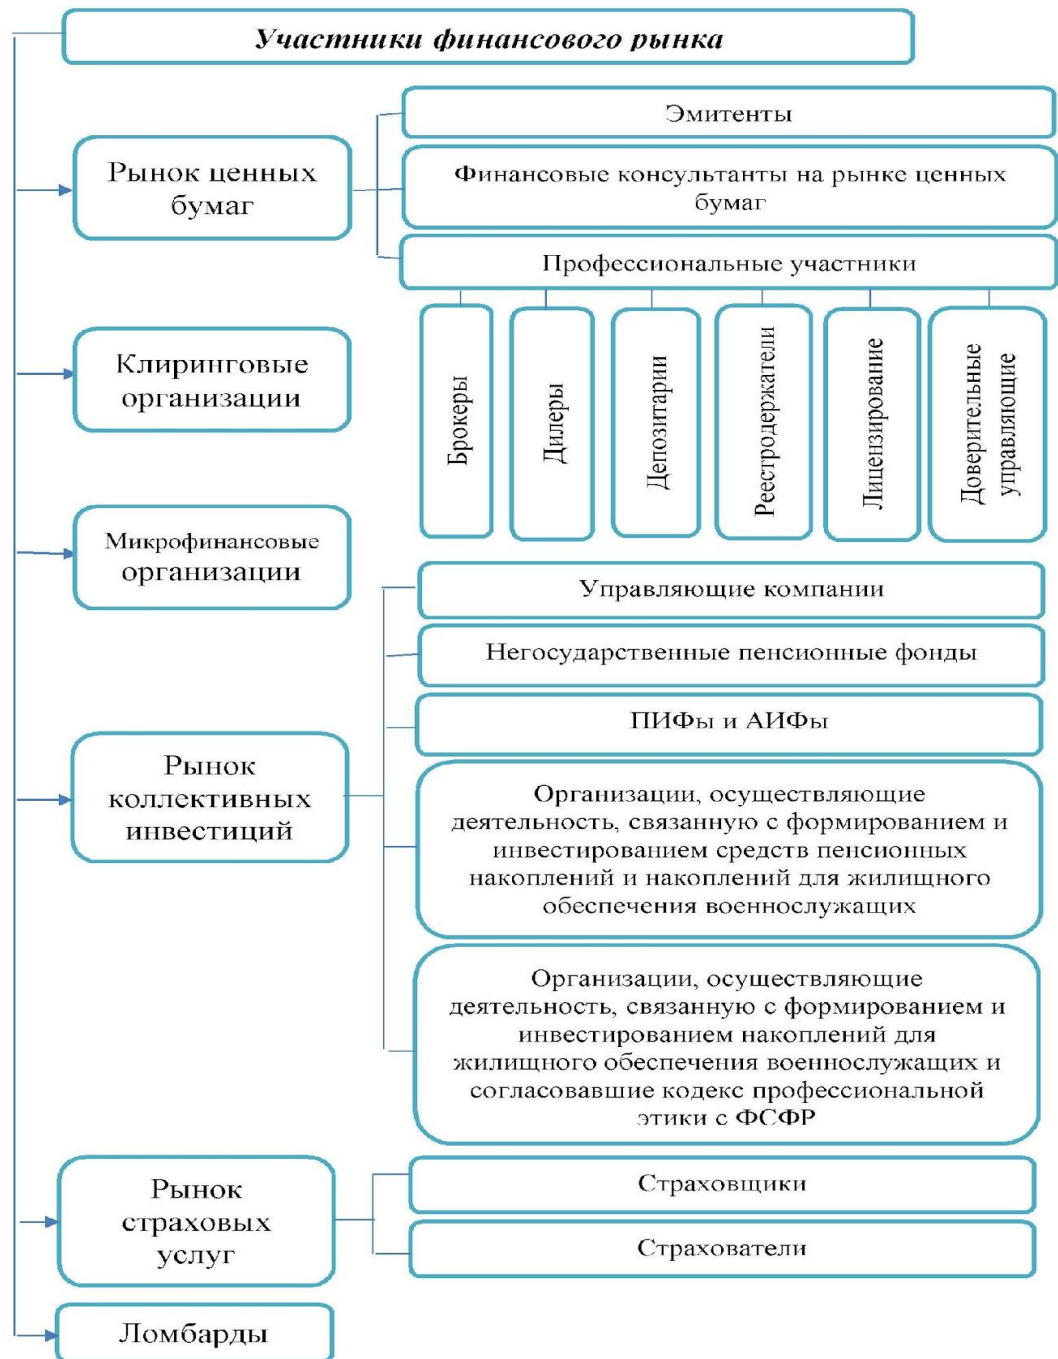 Участники финансового рынка
Рынок ценных
бумаг
Эмитенты
Финансовые консультанты на рынке ценных
бумаг
Профессиональные участники
Брокеры
Дилеры
Депозитарии
Реестродержатели
Лицензирование
Доверительные
управляющие
Клиринговые
организации
Микрофинансовые
организации
Рынок
коллективных
инвестиций
Управляющие компании
Негосударственные пенсионные фонды
ПИФы и АИФы
Организации, осуществляющие
деятельность, связанную с формированием и
инвестированием средств пенсионных
накоплений и накоплений для жилищного
обеспечения военнослужащих
Организации, осуществляющие
деятельность, связанную с формированием и
инвестированием накоплений для
жилищного обеспечения военнослужащих и
согласовавшие кодекс профессиональной
этики с ФСФР
Рынок
страховых
услуг
Страховщики
Страхователи
Ломбарды